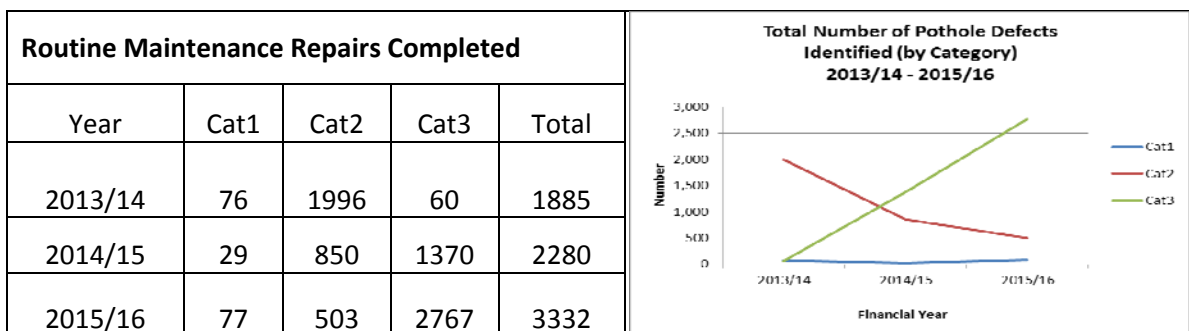 Routine Maintenance Repairs Completed
Year Cat1 Cat2 Cat3 Total
2013/14 76 1996 60 1885
2014/15 29 850 1370 2280
2015/16 77 503 2767 3332
Total Number of Pothole Defects
Identified (by Category)
2013/14 - 2015/16
3,000
2,500
2,000
1,500
1,000
500
0
Number
2013/14 2014/15 2015/16
Financial Year
Cat1
Cat2
Cat3